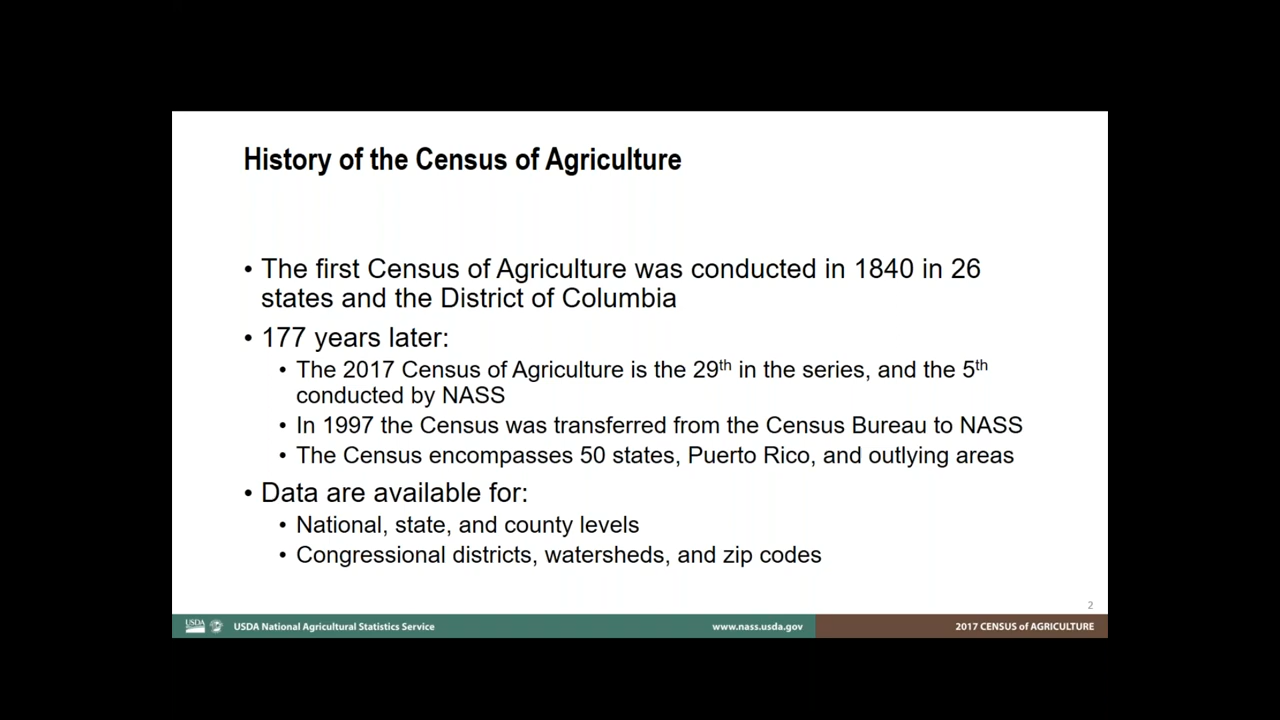 History of the Census of Agriculture
• The first Census of Agriculture was conducted in 1840 in 26
states and the District of Columbia
• 177 years later:
• The 2017 Census of Agriculture is the 29th in the series, and the 5th
conducted by NASS
• In 1997 the Census was transferred from the Census Bureau to NASS
• The Census encompasses 50 states, Puerto Rico, and outlying areas
• Data are available for:
• National, state, and county levels
• Congressional districts, watersheds, and zip codes
2
USDA USDA National Agricultural Statistics Service www.nass.usda.gov 2017 CENSUS of AGRICULTURE